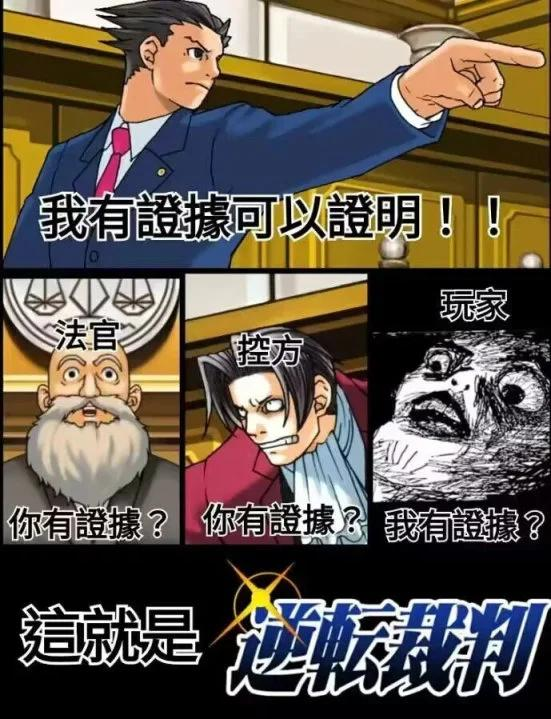 我有證據可以證明！！
法官
控方
玩家
你有證據？
你有證據？
我有證據？
這就是
逆転裁判